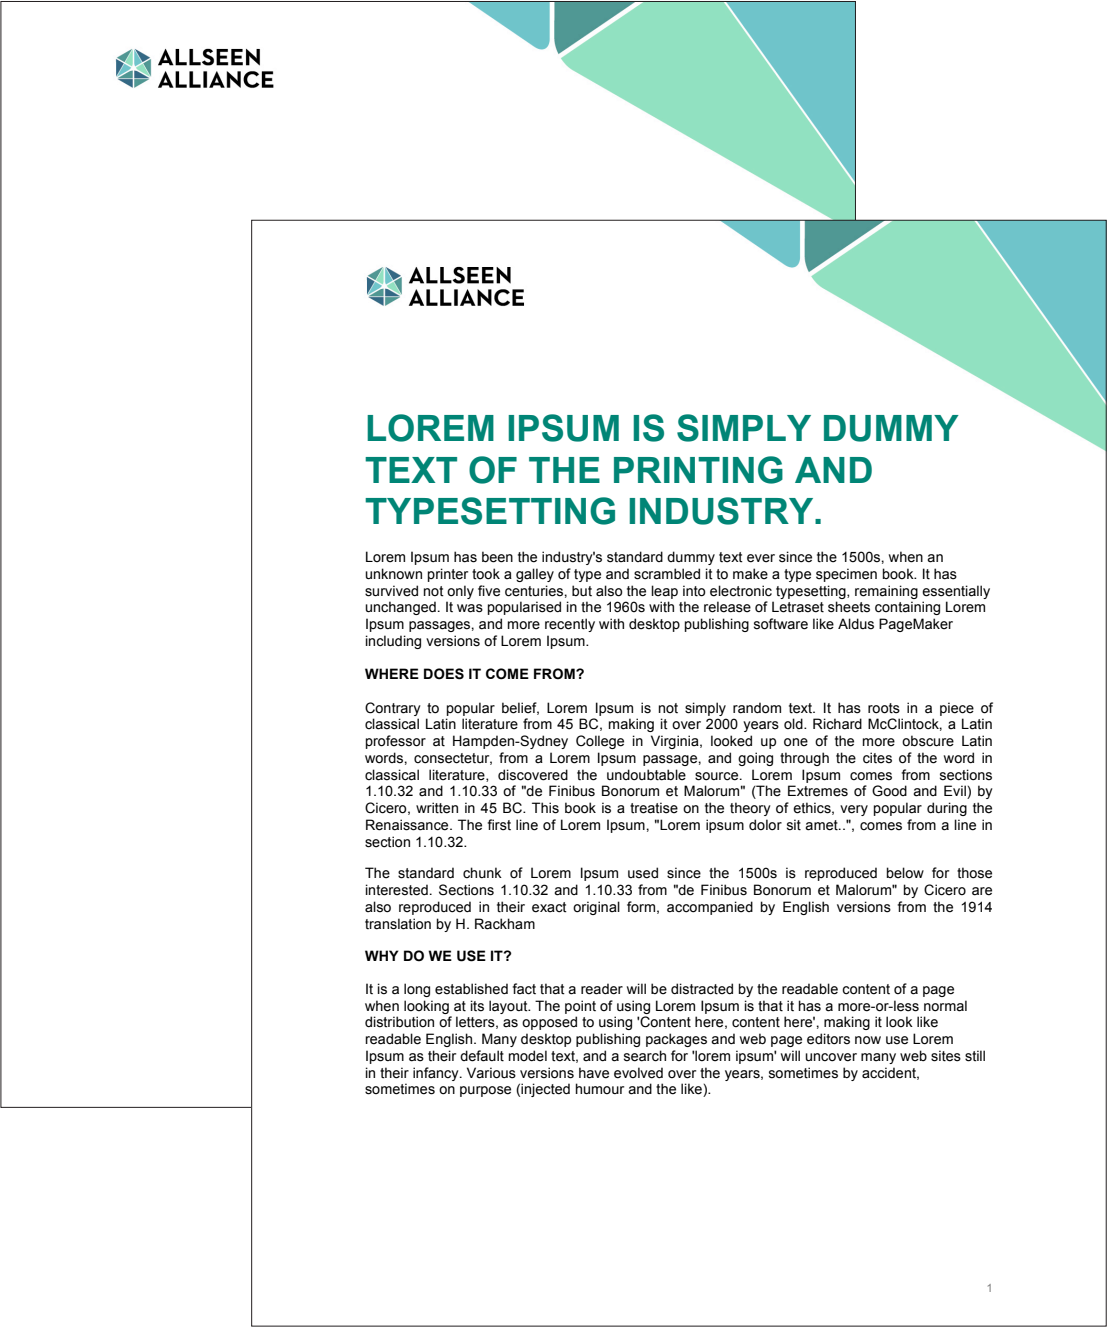 ALLSEEN
ALLIANCE
ALLSEEN
ALLIANCE
LOREM IPSUM IS SIMPLY DUMMY
TEXT OF THE PRINTING AND
TYPESETTING INDUSTRY.
Lorem Ipsum has been the industry's standard dummy text ever since the 1500s, when an
unknown printer took a galley of type and scrambled it to make a type specimen book. It has
survived not only five centuries, but also the leap into electronic typesetting, remaining essentially
unchanged. It was popularised in the 1960s with the release of Letraset sheets containing Lorem
Ipsum passages, and more recently with desktop publishing software like Aldus PageMaker
including versions of Lorem Ipsum.
WHERE DOES IT COME FROM?
Contrary to popular belief, Lorem Ipsum is not simply random text. It has roots in a piece of
classical Latin literature from 45 BC, making it over 2000 years old. Richard McClintock, a Latin
professor at Hampden-Sydney College in Virginia, looked up one of the more obscure Latin
words, consectetur, from a Lorem Ipsum passage, and going through the cites of the word in
classical literature, discovered the undoubtable source. Lorem Ipsum comes from sections
1.10.32 and 1.10.33 of "de Finibus Bonorum et Malorum" (The Extremes of Good and Evil) by
Cicero, written in 45 BC. This book is a treatise on the theory of ethics, very popular during the
Renaissance. The first line of Lorem Ipsum, "Lorem ipsum dolor sit amet..", comes from a line in
section 1.10.32.
The standard chunk of Lorem Ipsum used since the 1500s is reproduced below for those
interested. Sections 1.10.32 and 1.10.33 from "de Finibus Bonorum et Malorum" by Cicero are
also reproduced in their exact original form, accompanied by English versions from the 1914
translation by H. Rackham
WHY DO WE USE IT?
It is a long established fact that a reader will be distracted by the readable content of a page
when looking at its layout. The point of using Lorem Ipsum is that it has a more-or-less normal
distribution of letters, as opposed to using 'Content here, content here', making it look like
readable English. Many desktop publishing packages and web page editors now use Lorem
Ipsum as their default model text, and a search for 'lorem ipsum' will uncover many web sites still
in their infancy. Various versions have evolved over the years, sometimes by accident,
sometimes on purpose (injected humour and the like).
1